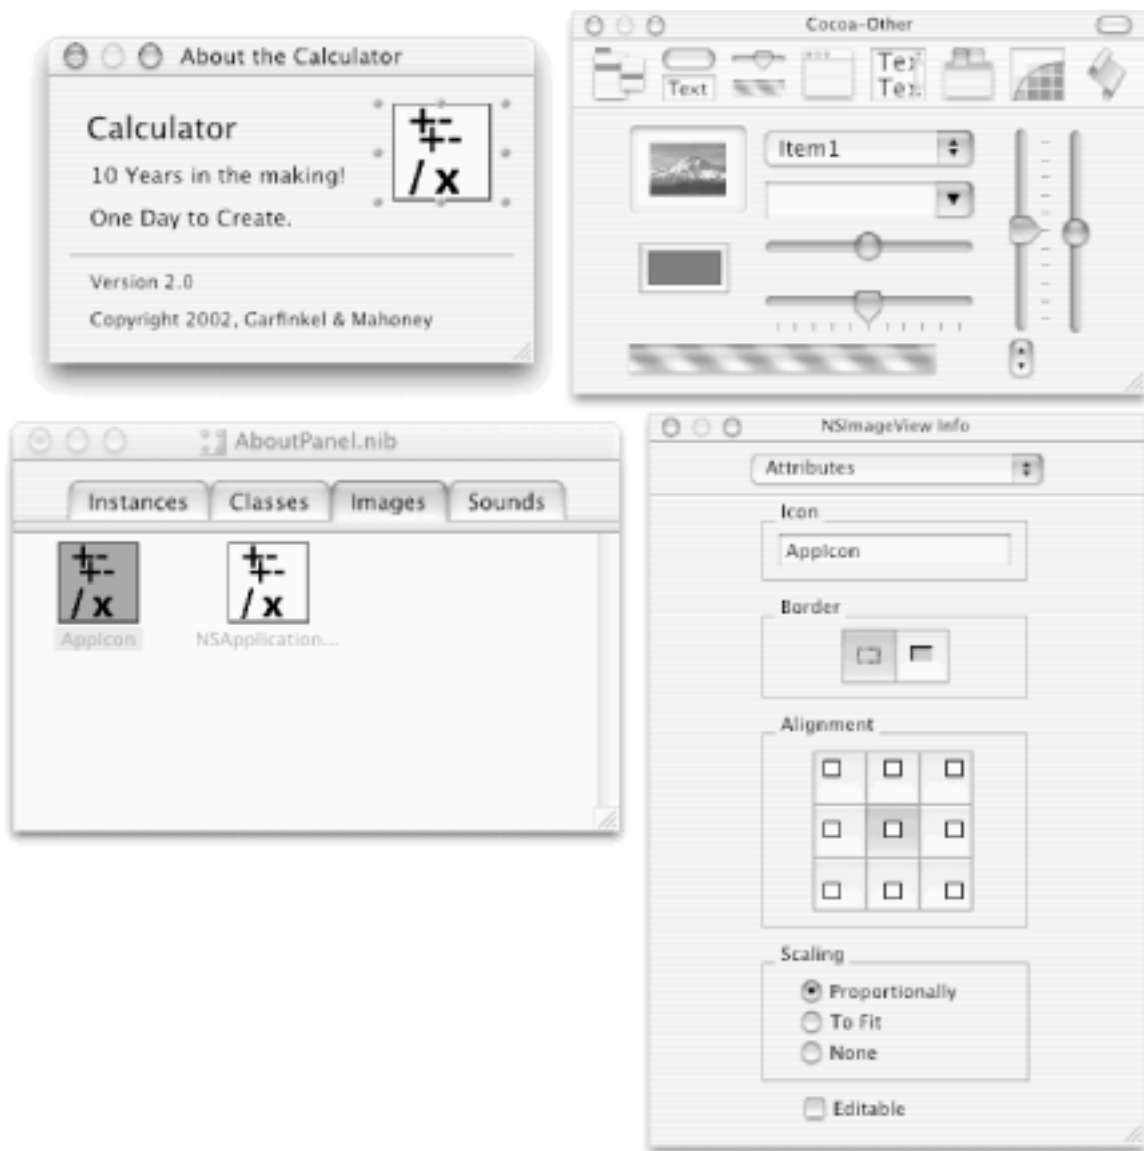 About the Calculator
Calculator
10 Years in the making!
One Day to Create.
Version 2.0
Copyright 2002, Garfinkel & Mahoney
+-
+-
/ x
Cocoa-Other
Text
Tex
Tex
Item1
AboutPanel.nib
Instances
Classes
Images
Sounds
+-
+-
/ x
AppIcon
+-
+-
/ x
NSApplication...
NSImageView Info
Attributes
Icon
AppIcon
Border
Alignment
Scaling
Proportionally
To Fit
None
Editable